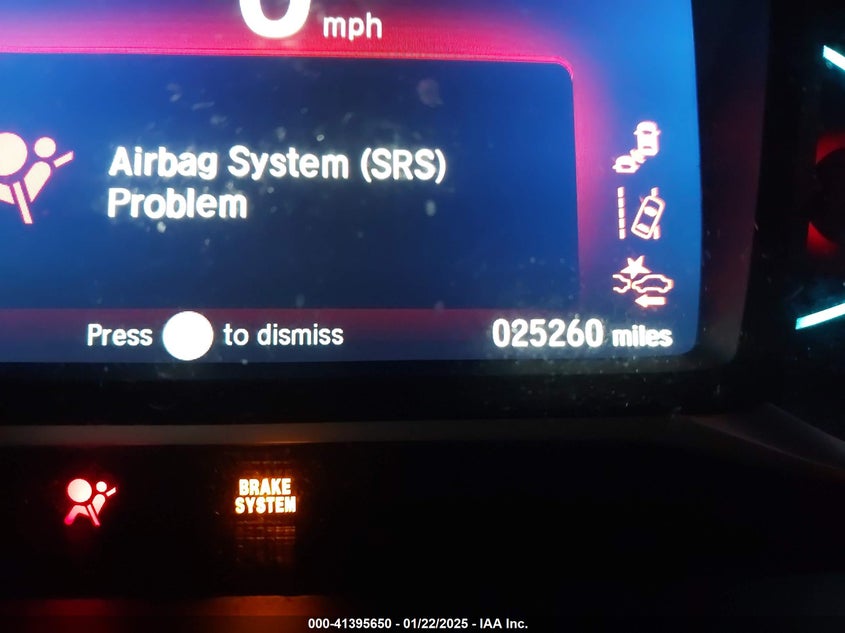 0 mph
Airbag System (SRS)
Problem
Press to dismiss
025260 miles
BRAKE
SYSTEM
000-41395650 - 01/22/2025 - IAA Inc.